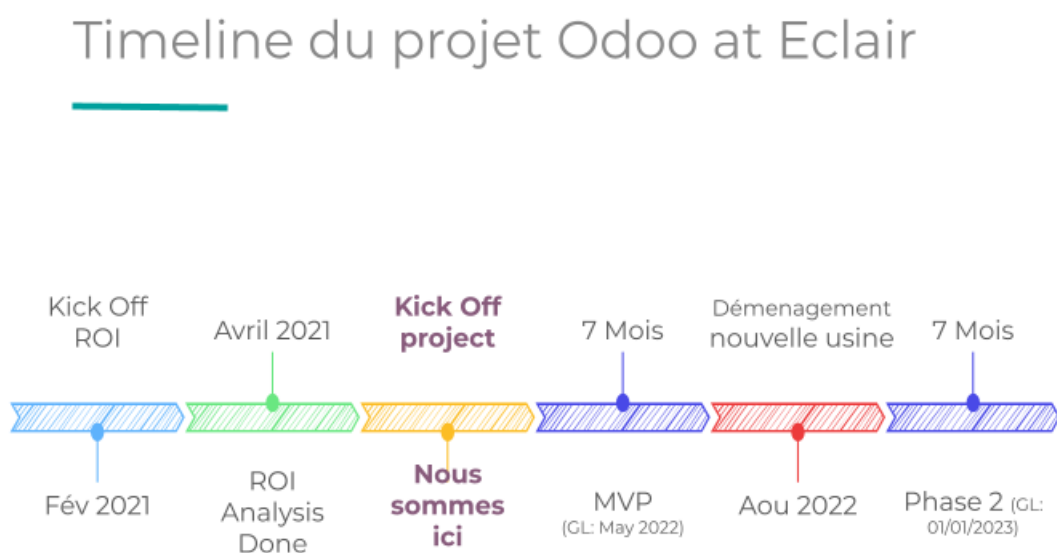 Timeline du projet Odoo at Eclair
Kick Off
ROI
Fév 2021
Avril 2021
ROI
Analysis
Done
Kick Off
project
Nous
sommes
ici
7 Mois
MVP
(GL: May 2022)
Démenagement
nouvelle usine
Aou 2022
7 Mois
Phase 2 (GL:
01/01/2023)